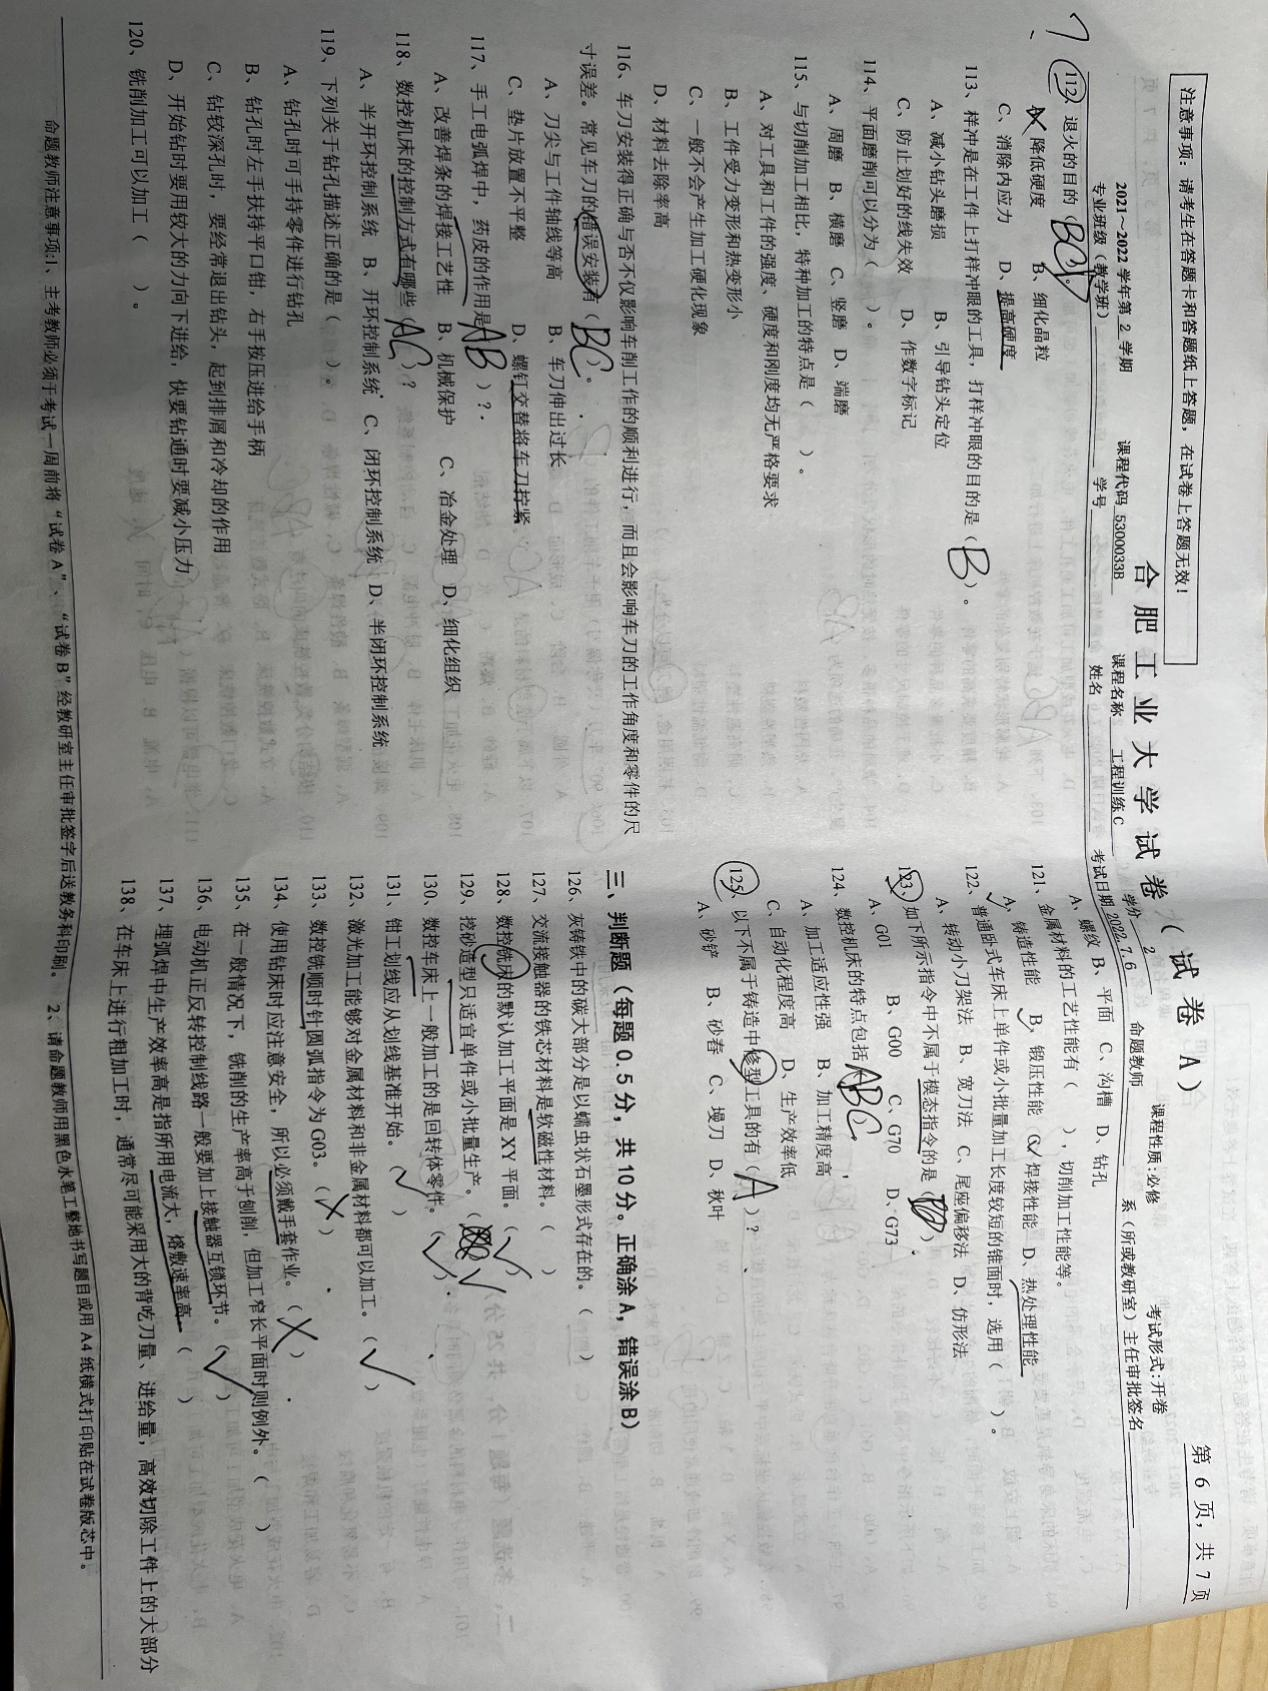 注意事项：请考生在答题卡和答题纸上答题，在试卷上答题无效！
合 肥 工 业 大 学 试 卷（试 卷 A）
第 6 页，共 7 页
2021～2022 学年第 2 学期 课程代码 5300033B 课程名称 工程训练C 学分 2 课程性质:必修 考试形式:开卷
专业班级（教学班） 学号 姓名 考试日期 2022.7.6 命题教师 系（所或教研室）主任审批签名
112、退火的目的（BC）。
A、降低硬度 B、细化晶粒
C、消除内应力 D、提高硬度
113、样冲是在工件上打样冲眼的工具，打样冲眼的目的是（B）。
A、减小钻头磨损 B、引导钻头定位
C、防止划好的线失效 D、作数字标记
114、平面磨削可以分为（ ）。
A、周磨 B、横磨 C、竖磨 D、端磨
115、与切削加工相比，特种加工的特点是（ ）。
A、对工具和工件的强度、硬度和刚度均无严格要求
B、工件受力变形和热变形小
C、一般不会产生加工硬化现象
D、材料去除率高
116、车刀安装得正确与否不仅影响车削工作的顺利进行，而且会影响车刀的工作角度和零件的尺
寸误差。常见车刀的错误安装有（BC）。
A、刀尖与工件轴线等高 B、车刀伸出过长
C、垫片放置不平整 D、螺钉交替将车刀拧紧
117、手工电弧焊中，药皮的作用是（AB）？
A、改善焊条的焊接工艺性 B、机械保护 C、冶金处理 D、细化组织
118、数控机床的控制方式有哪些（AC）？
A、半开环控制系统 B、开环控制系统 C、闭环控制系统 D、半闭环控制系统
119、下列关于钻孔描述正确的是（ ）。
A、钻孔时可手持零件进行钻孔
B、钻孔时左手扶持平口钳，右手按压进给手柄
C、钻较深孔时，要经常退出钻头，起到排屑和冷却的作用
D、开始钻时要用较大的力向下进给，快要钻通时要减小压力
120、铣削加工可以加工（ ）。
A、螺纹 B、平面 C、沟槽 D、钻孔
121、金属材料的工艺性能有（ ），切削加工性能等。
A、铸造性能 B、锻压性能 C、焊接性能 D、热处理性能
122、普通卧式车床上单件或小批量加工长度较短的锥面时，选用（ ）。
A、转动小刀架法 B、宽刀法 C、尾座偏移法 D、仿形法
123、如下所示指令中不属于模态指令的是（ ）
A、G01 B、G00 C、G70 D、G73
124、数控机床的特点包括 ABC
A、加工适应性强 B、加工精度高
C、自动化程度高 D、生产效率低
125、以下不属于铸造中修型工具的有（A）？
A、砂铲 B、砂舂 C、墁刀 D、秋叶
三、判断题（每题 0.5 分，共 10 分。正确涂 A，错误涂 B）
126、灰铸铁中的碳大部分是以蠕虫状石墨形式存在的。（ ）
127、交流接触器的铁芯材料是软磁性材料。（ ）
128、数控铣床的默认加工平面是 XY 平面。（√）
129、挖砂造型只适宜单件或小批量生产。（ √）
130、数控车床上一般加工的是回转体零件。（√）
131、钳工划线应从划线基准开始。（√）
132、激光加工能够对金属材料和非金属材料都可以加工。（√）
133、数控铣顺时针圆弧指令为 G03。（X）
134、使用钻床时应注意安全，所以必须戴手套作业。（X）
135、在一般情况下，铣削的生产率高于刨削，但加工窄长平面时则例外。（ ）
136、电动机正反转控制线路一般要加上接触器互锁环节。（√）
137、埋弧焊中生产效率高是指所用电流大，熔敷速率高。（ ）
138、在车床上进行粗加工时，通常尽可能采用大的背吃刀量、进给量，高效切除工件上的大部分
命题教师注意事项:1、主考教师必须于考试一周前将“试卷 A”、“试卷 B”经教研室主任审批签字后送教务科印刷。 2、请命题教师用黑色水笔工整地书写题目或用 A4 纸横式打印贴在试卷版芯中。